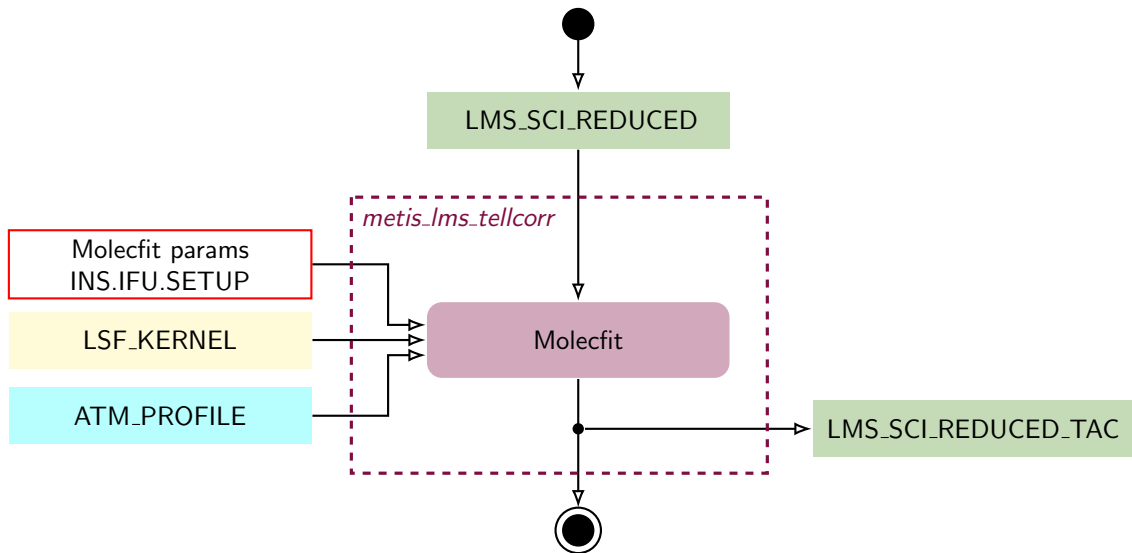 LMS_SCI_REDUCED
metis_lms_tellcorr
Molecfit params
INS.IFU.SETUP
LSF_KERNEL
Molecfit
ATM_PROFILE
LMS_SCI_REDUCED_TAC